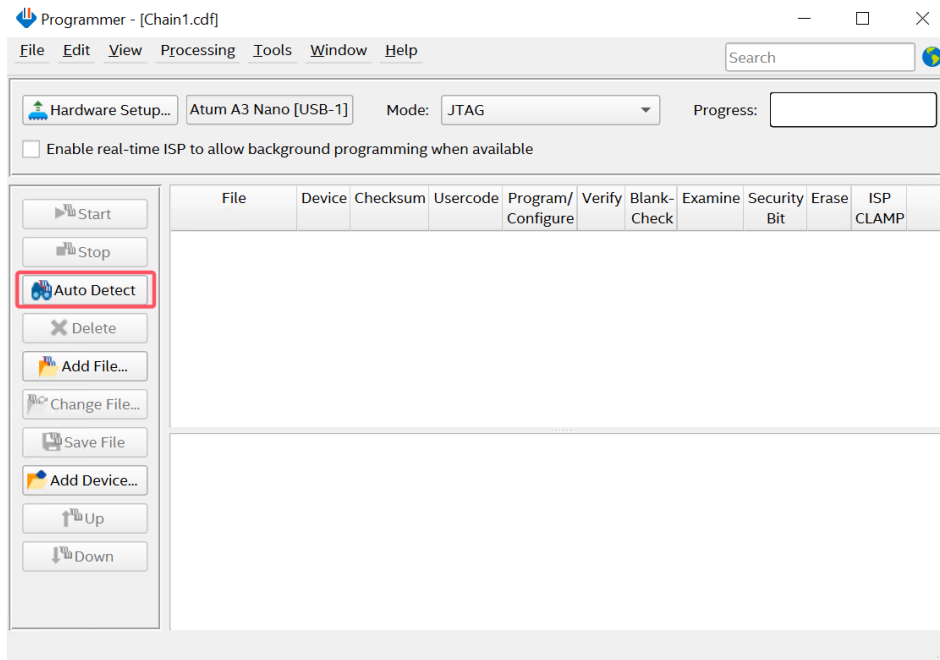 Programmer - [Chain1.cdf]
File Edit View Processing Tools Window Help
Search
Hardware Setup... Atum A3 Nano [USB-1] Mode: JTAG Progress:
Enable real-time ISP to allow background programming when available
File Device Checksum Usercode Program/ Verify Blank- Examine Security Erase ISP
Configure Check Bit CLAMP
Start
Stop
Auto Detect
Delete
Add File...
Change File...
Save File
Add Device...
Up
Down